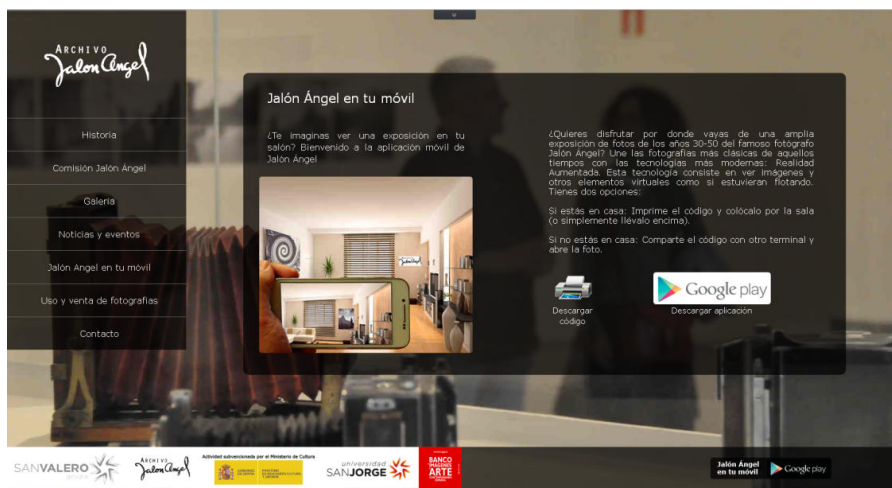 ARCHIVO
Jalon Angel
Historia
Comisión Jalón Ángel
Galería
Noticias y eventos
Jalón Angel en tu móvil
Uso y venta de fotografías
Contacto
Jalón Ángel en tu móvil
¿Te imaginas ver una exposición en tu
salón? Bienvenido a la aplicación móvil de
Jalón Ángel
¿Quieres disfrutar por donde vayas de una amplia
exposición de fotos de los años 30-50 del famoso fotógrafo
Jalón Ángel? Une las fotografías más clásicas de aquellos
tiempos con las tecnologías más modernas: Realidad
Aumentada. Esta tecnología consiste en ver imágenes y
otros elementos virtuales como si estuvieran flotando.
Tienes dos opciones:
Si estás en casa: Imprime el código y colócalo por la sala
(o simplemente llévalo encima).
Si no estás en casa: Comparte el código con otro terminal y
abre la foto.
Descargar
código
Google play
Descargar aplicación
SANVALERO
grupo
ARCHIVO
Jalon Angel
Actividad subvencionada por el Ministerio de Cultura
universidad
SANJORGE
BANCO
IMÁGENES
ARTE
Jalón Ángel
en tu móvil
Google play